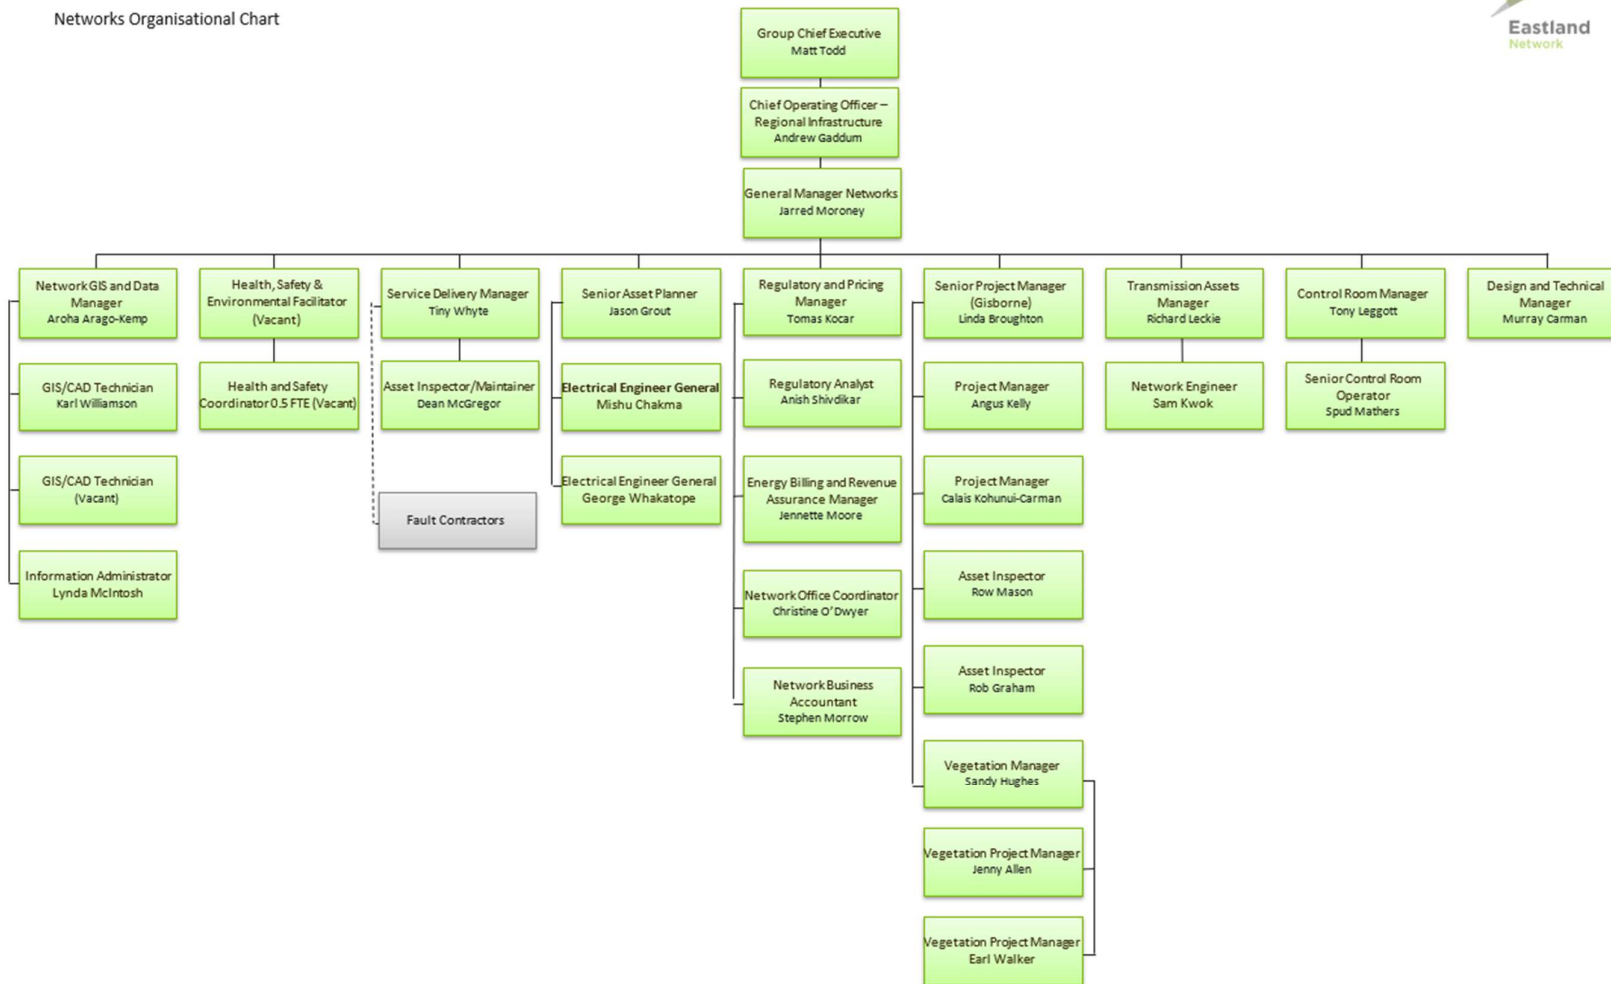 Networks Organisational Chart
Eastland
Network
Group Chief Executive
Matt Todd
Chief Operating Officer –
Regional Infrastructure
Andrew Gaddum
General Manager Networks
Jarred Moroney
Network GIS and Data
Manager
Aroha Arago-Kemp
GIS/CAD Technician
Karl Williamson
GIS/CAD Technician
(Vacant)
Information Administrator
Lynda McIntosh
Health, Safety &
Environmental Facilitator
(Vacant)
Health and Safety
Coordinator 0.5 FTE (Vacant)
Service Delivery Manager
Tiny Whyte
Asset Inspector/Maintainer
Dean McGregor
Fault Contractors
Senior Asset Planner
Jason Grout
Electrical Engineer General
Mishu Chakma
Electrical Engineer General
George Whakatope
Regulatory and Pricing
Manager
Tomas Kocar
Regulatory Analyst
Anish Shivdikar
Energy Billing and Revenue
Assurance Manager
Jennette Moore
Network Office Coordinator
Christine O'Dwyer
Network Business
Accountant
Stephen Morrow
Senior Project Manager
(Gisborne)
Linda Broughton
Project Manager
Angus Kelly
Project Manager
Calais Kohunui-Carman
Asset Inspector
Row Mason
Asset Inspector
Rob Graham
Vegetation Manager
Sandy Hughes
Vegetation Project Manager
Jenny Allen
Vegetation Project Manager
Earl Walker
Transmission Assets
Manager
Richard Leckie
Network Engineer
Sam Kwok
Control Room Manager
Tony Leggott
Senior Control Room
Operator
Spud Mathers
Design and Technical
Manager
Murray Carman